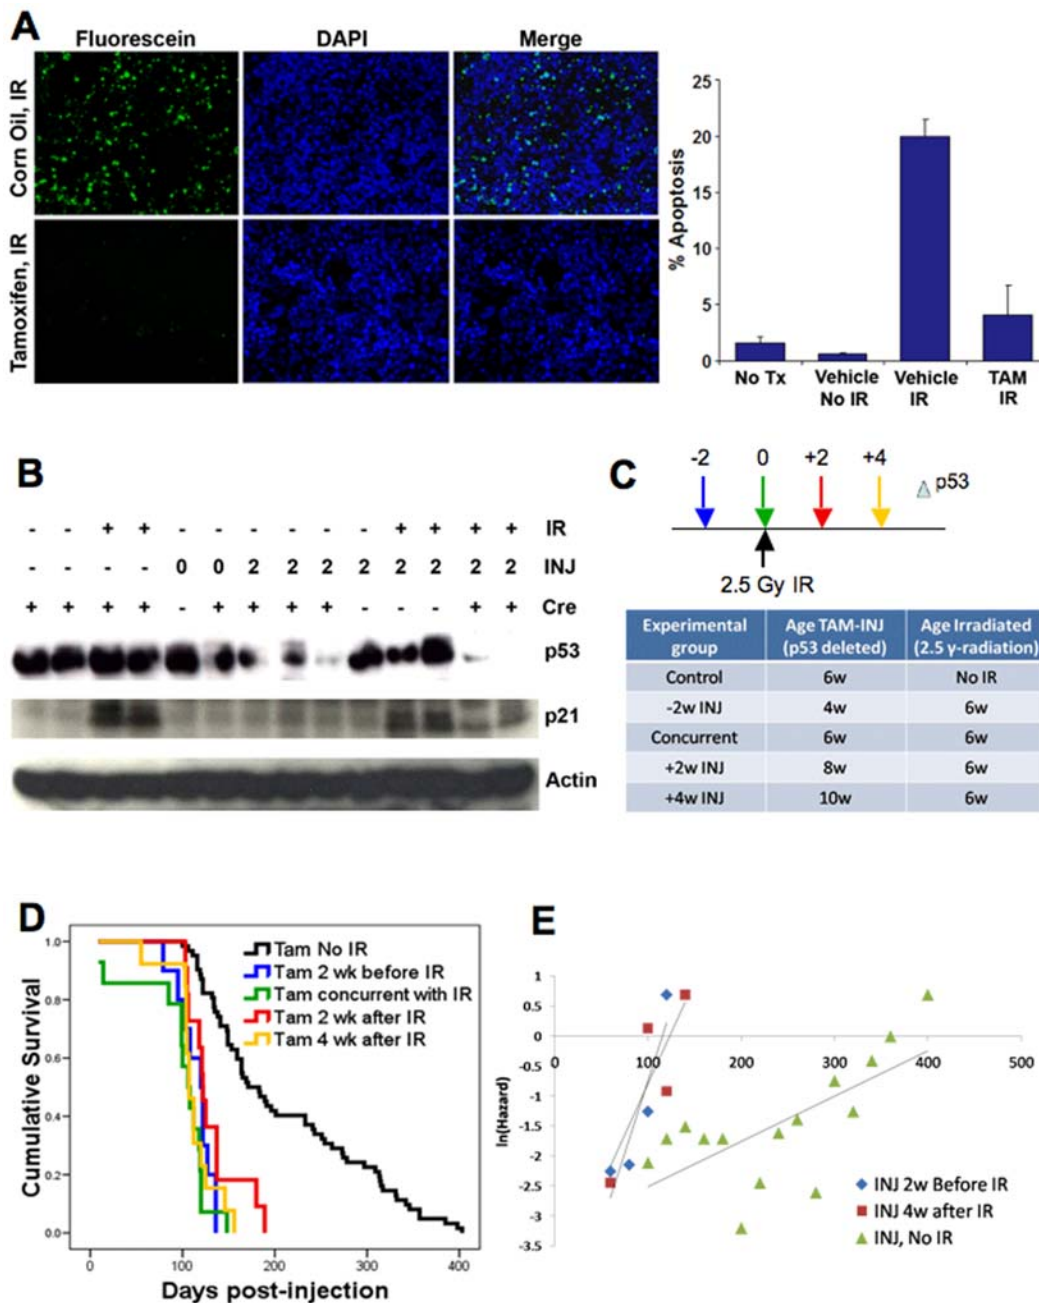 A
Fluorescein DAPI Merge
Corn Oil, IR
Tamoxifen, IR
% Apoptosis
25
20
15
10
5
0
No Tx Vehicle Vehicle TAM
No IR IR IR
B
- - + + + + + + IR
- - - - 0 0 2 2 2 2 2 2 2 2 INJ
+ + + + - + + + + - - - + + Cre
p53
p21
Actin
C
-2 0 +2 +4
p53
2.5 Gy IR
Experimental group Age TAM-INJ (p53 deleted) Age Irradiated (2.5 γ-radiation)
Control 6w No IR
-2w INJ 4w 6w
Concurrent 6w 6w
+2w INJ 8w 6w
+4w INJ 10w 6w
D
Cumulative Survival
1.0
0.8
0.6
0.4
0.2
0.0
Tam No IR
Tam 2 wk before IR
Tam concurrent with IR
Tam 2 wk after IR
Tam 4 wk after IR
0 100 200 300 400
Days post-injection
E
ln(Hazard)
1
0.5
0
-0.5
-1
-1.5
-2
-2.5
-3
-3.5
0 100 200 300 400 500
INJ 2w Before IR
INJ 4w after IR
INJ, No IR